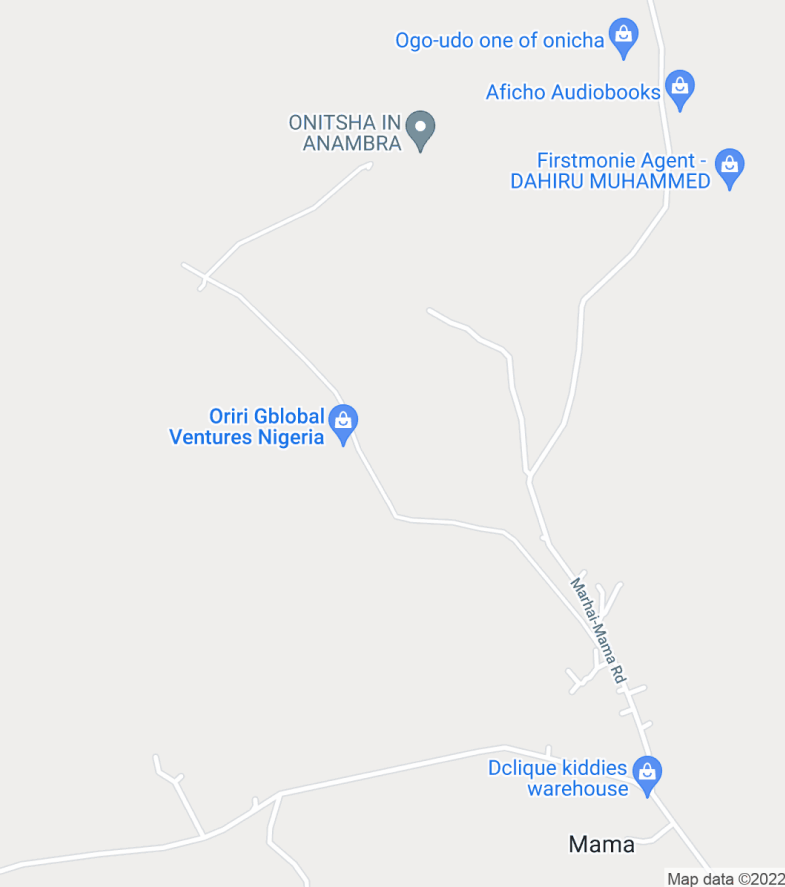 Ogo-udo one of onicha
Aficho Audiobooks
ONITSHA IN
ANAMBRA
Firstmonie Agent -
DAHIRU MUHAMMED
Oriri Gblobal
Ventures Nigeria
Marhai-Mama Rd
Dclique kiddies
warehouse
Mama
Map data ©2022